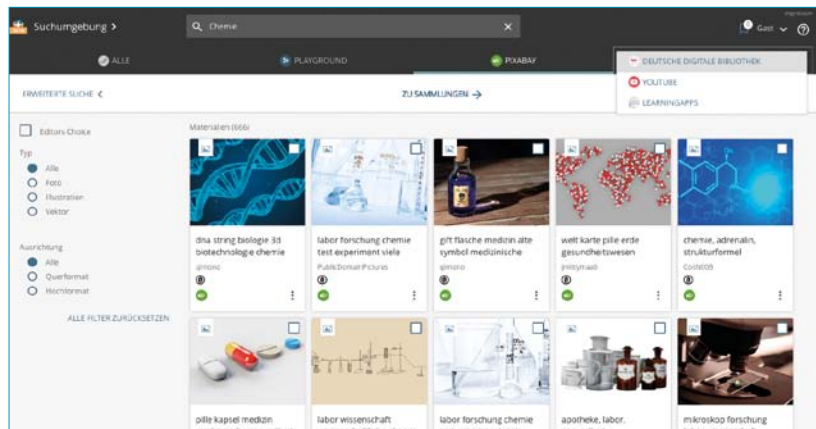 Suchumgebung >
Chemie
Gast
ALLE
PLAYGROUND
PIXABAY
DEUTSCHE DIGITALE BIBLIOTHEK
YOUTUBE
LEARNINGAPPS
ERWEITERTE SUCHE
ZU SAMMLUNGEN
Editors Choice
Typ
Alle
Foto
Illustration
Vektor
Ausrichtung
Alle
Querformat
Hochformat
ALLE FILTER ZURÜCKSETZEN
Materialien (666)
dna string biologie 3d
biotechnologie chemie
qimono
labor forschung chemie
test experiment viele
PublicDomainPictures
gift flasche medizin alte
symbol medizinische
qimono
welt karte pille erde
gesundheitswesen
chemie, adrenalin,
strukturformel
pille kapsel medizin
labor wissenschaft
labor forschung chemie
apotheke, labor,
mikroskop forschung